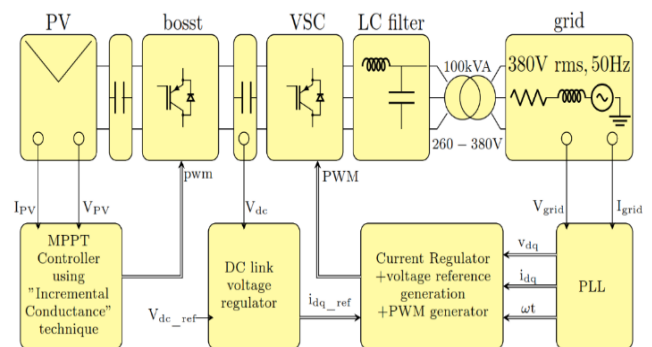 PV
bosst
VSC
LC filter
grid
100kVA
380V rms, 50Hz
260 − 380V
pwm
PWM
I_PV
V_PV
V_dc
V_grid
I_grid
MPPT
Controller
using
"Incremental
Conductance"
technique
DC link
voltage
regulator
V_dc_ref
i_dq_ref
Current Regulator
+voltage reference
generation
+PWM generator
v_dq
i_dq
ωt
PLL